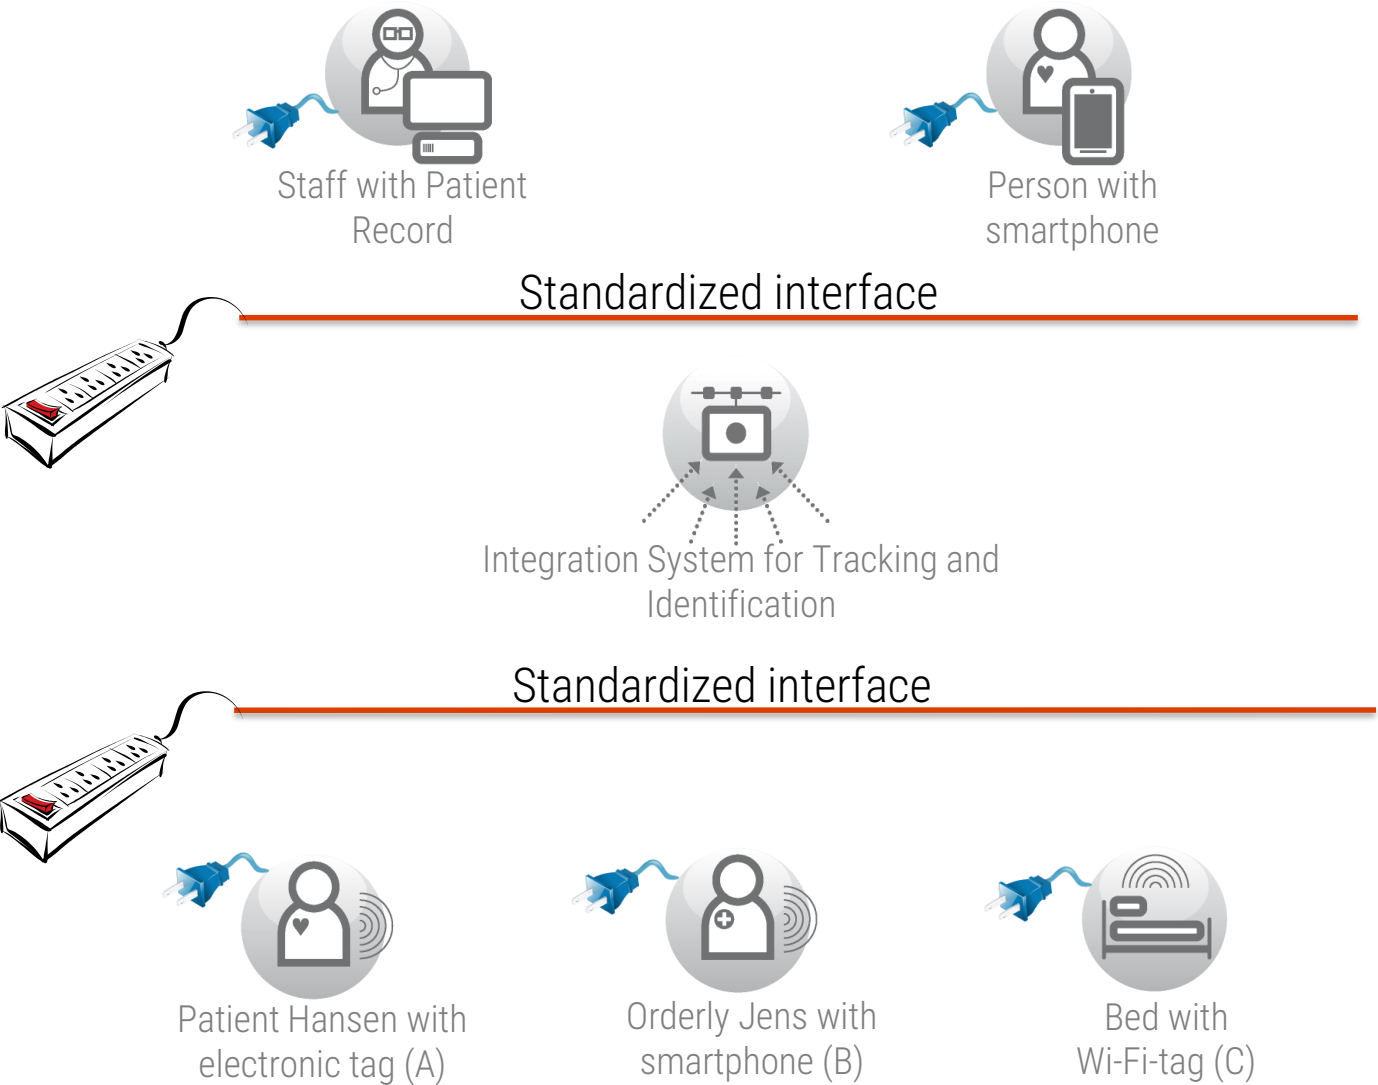 Staff with Patient
Record
Person with
smartphone
Standardized interface
Integration System for Tracking and
Identification
Standardized interface
Patient Hansen with
electronic tag (A)
Orderly Jens with
smartphone (B)
Bed with
Wi-Fi-tag (C)